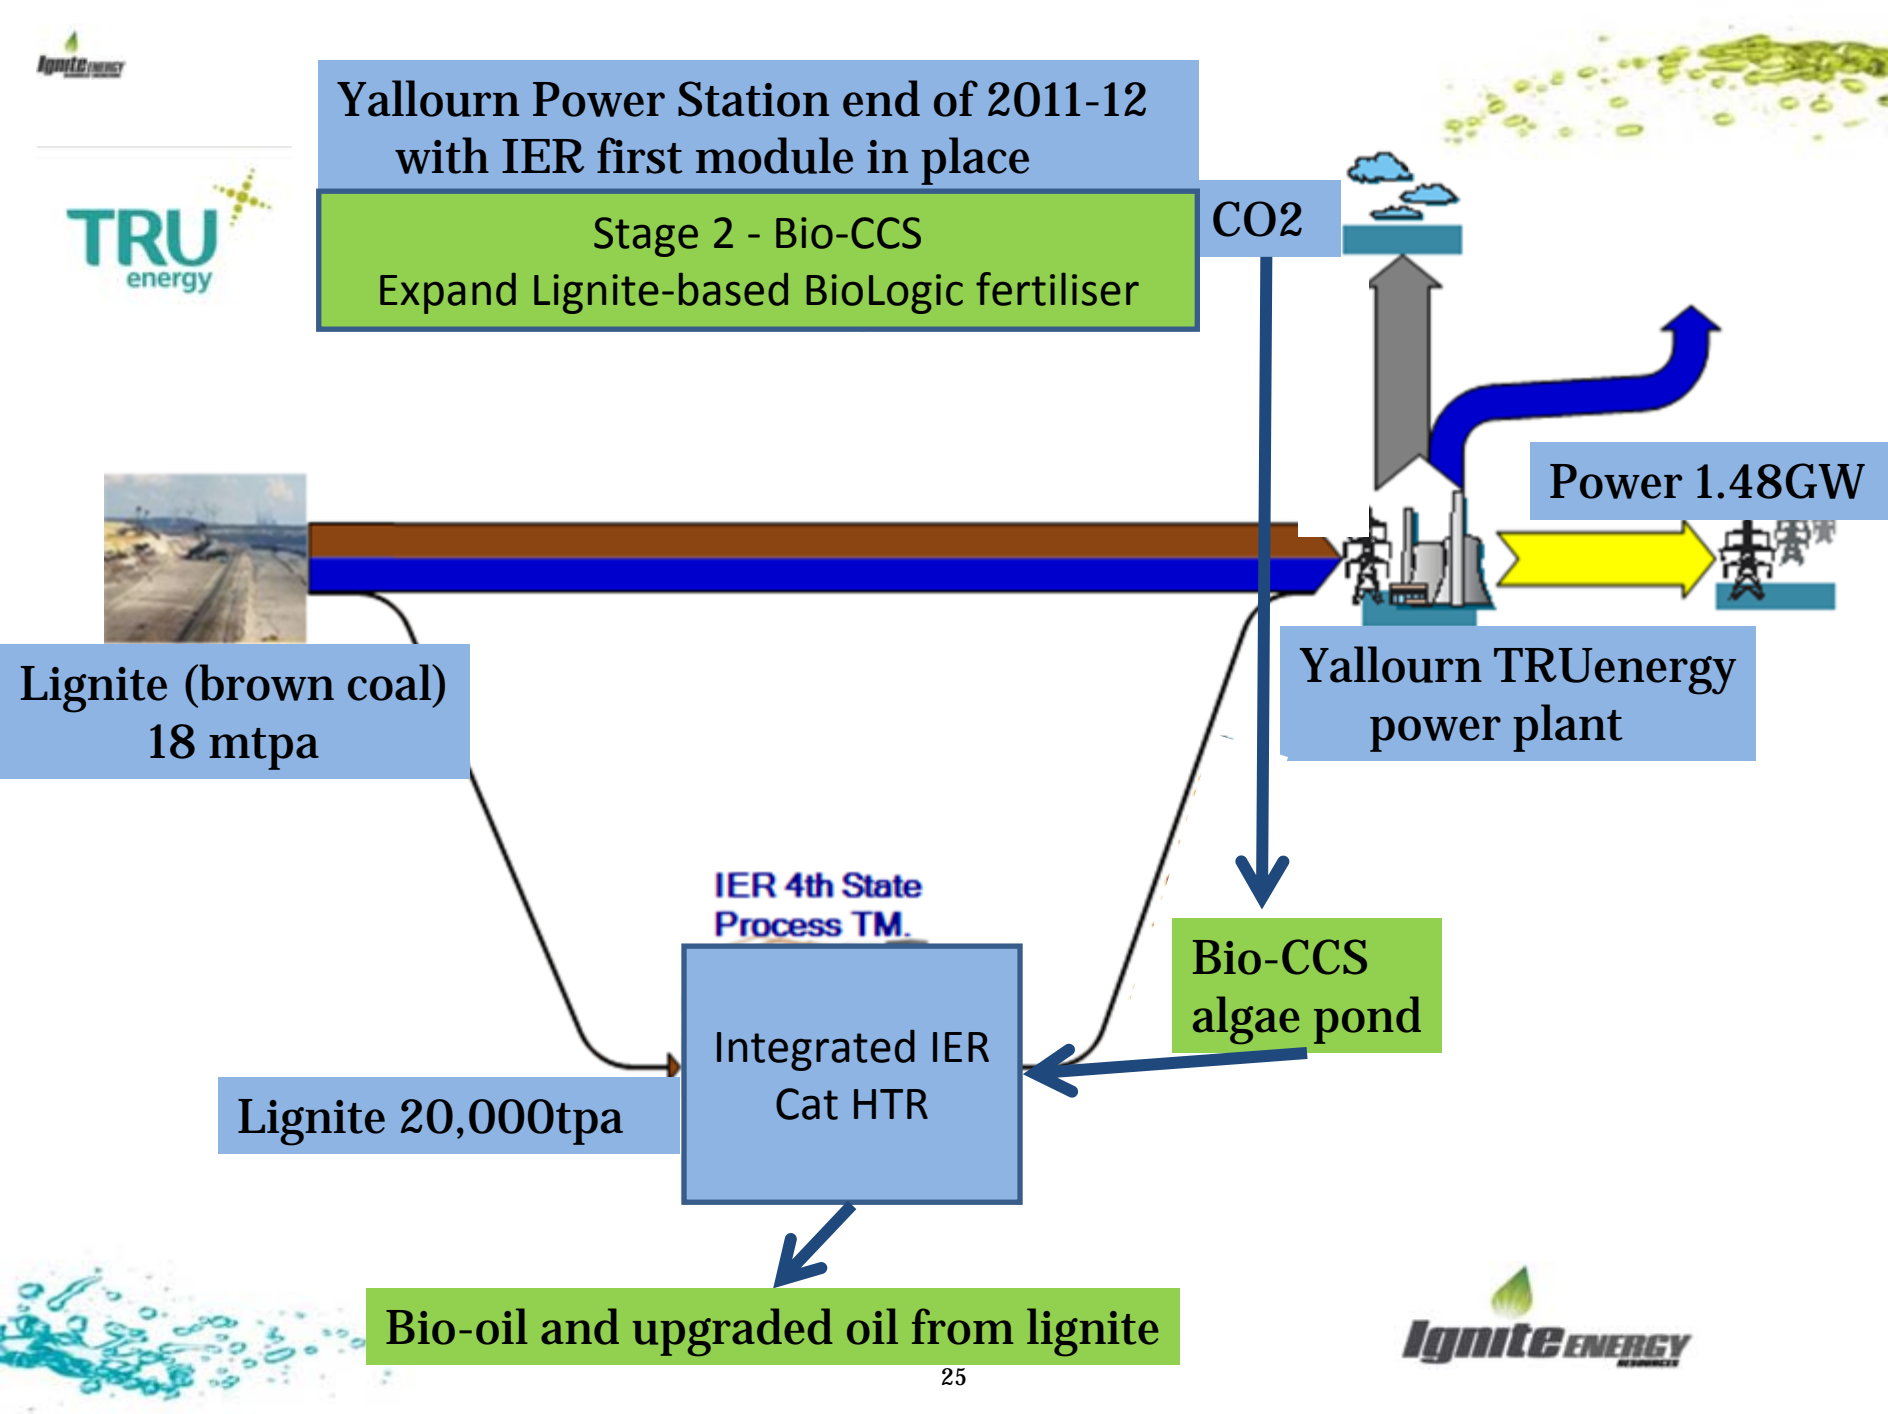 Ignite ENERGY
Yallourn Power Station end of 2011-12
with IER first module in place
TRU
energy
Stage 2 - Bio-CCS
Expand Lignite-based BioLogic fertiliser
CO2
Power 1.48GW
Lignite (brown coal)
18 mtpa
Yallourn TRUenergy
power plant
IER 4th State
Process TM.
Bio-CCS
algae pond
Integrated IER
Cat HTR
Lignite 20,000tpa
Bio-oil and upgraded oil from lignite
Ignite ENERGY
RESOURCES
25